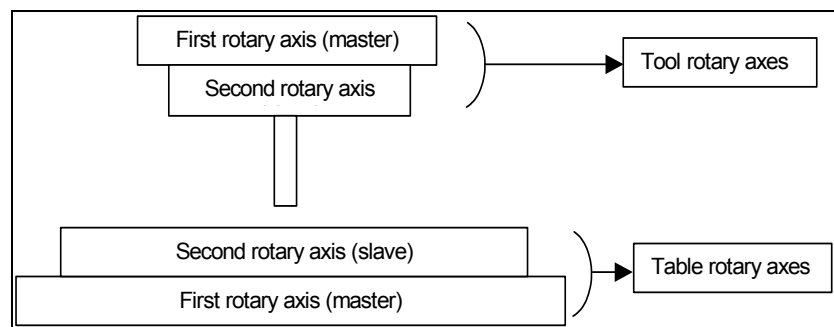 First rotary axis (master)
Tool rotary axes
Second rotary axis
Second rotary axis (slave)
Table rotary axes
First rotary axis (master)